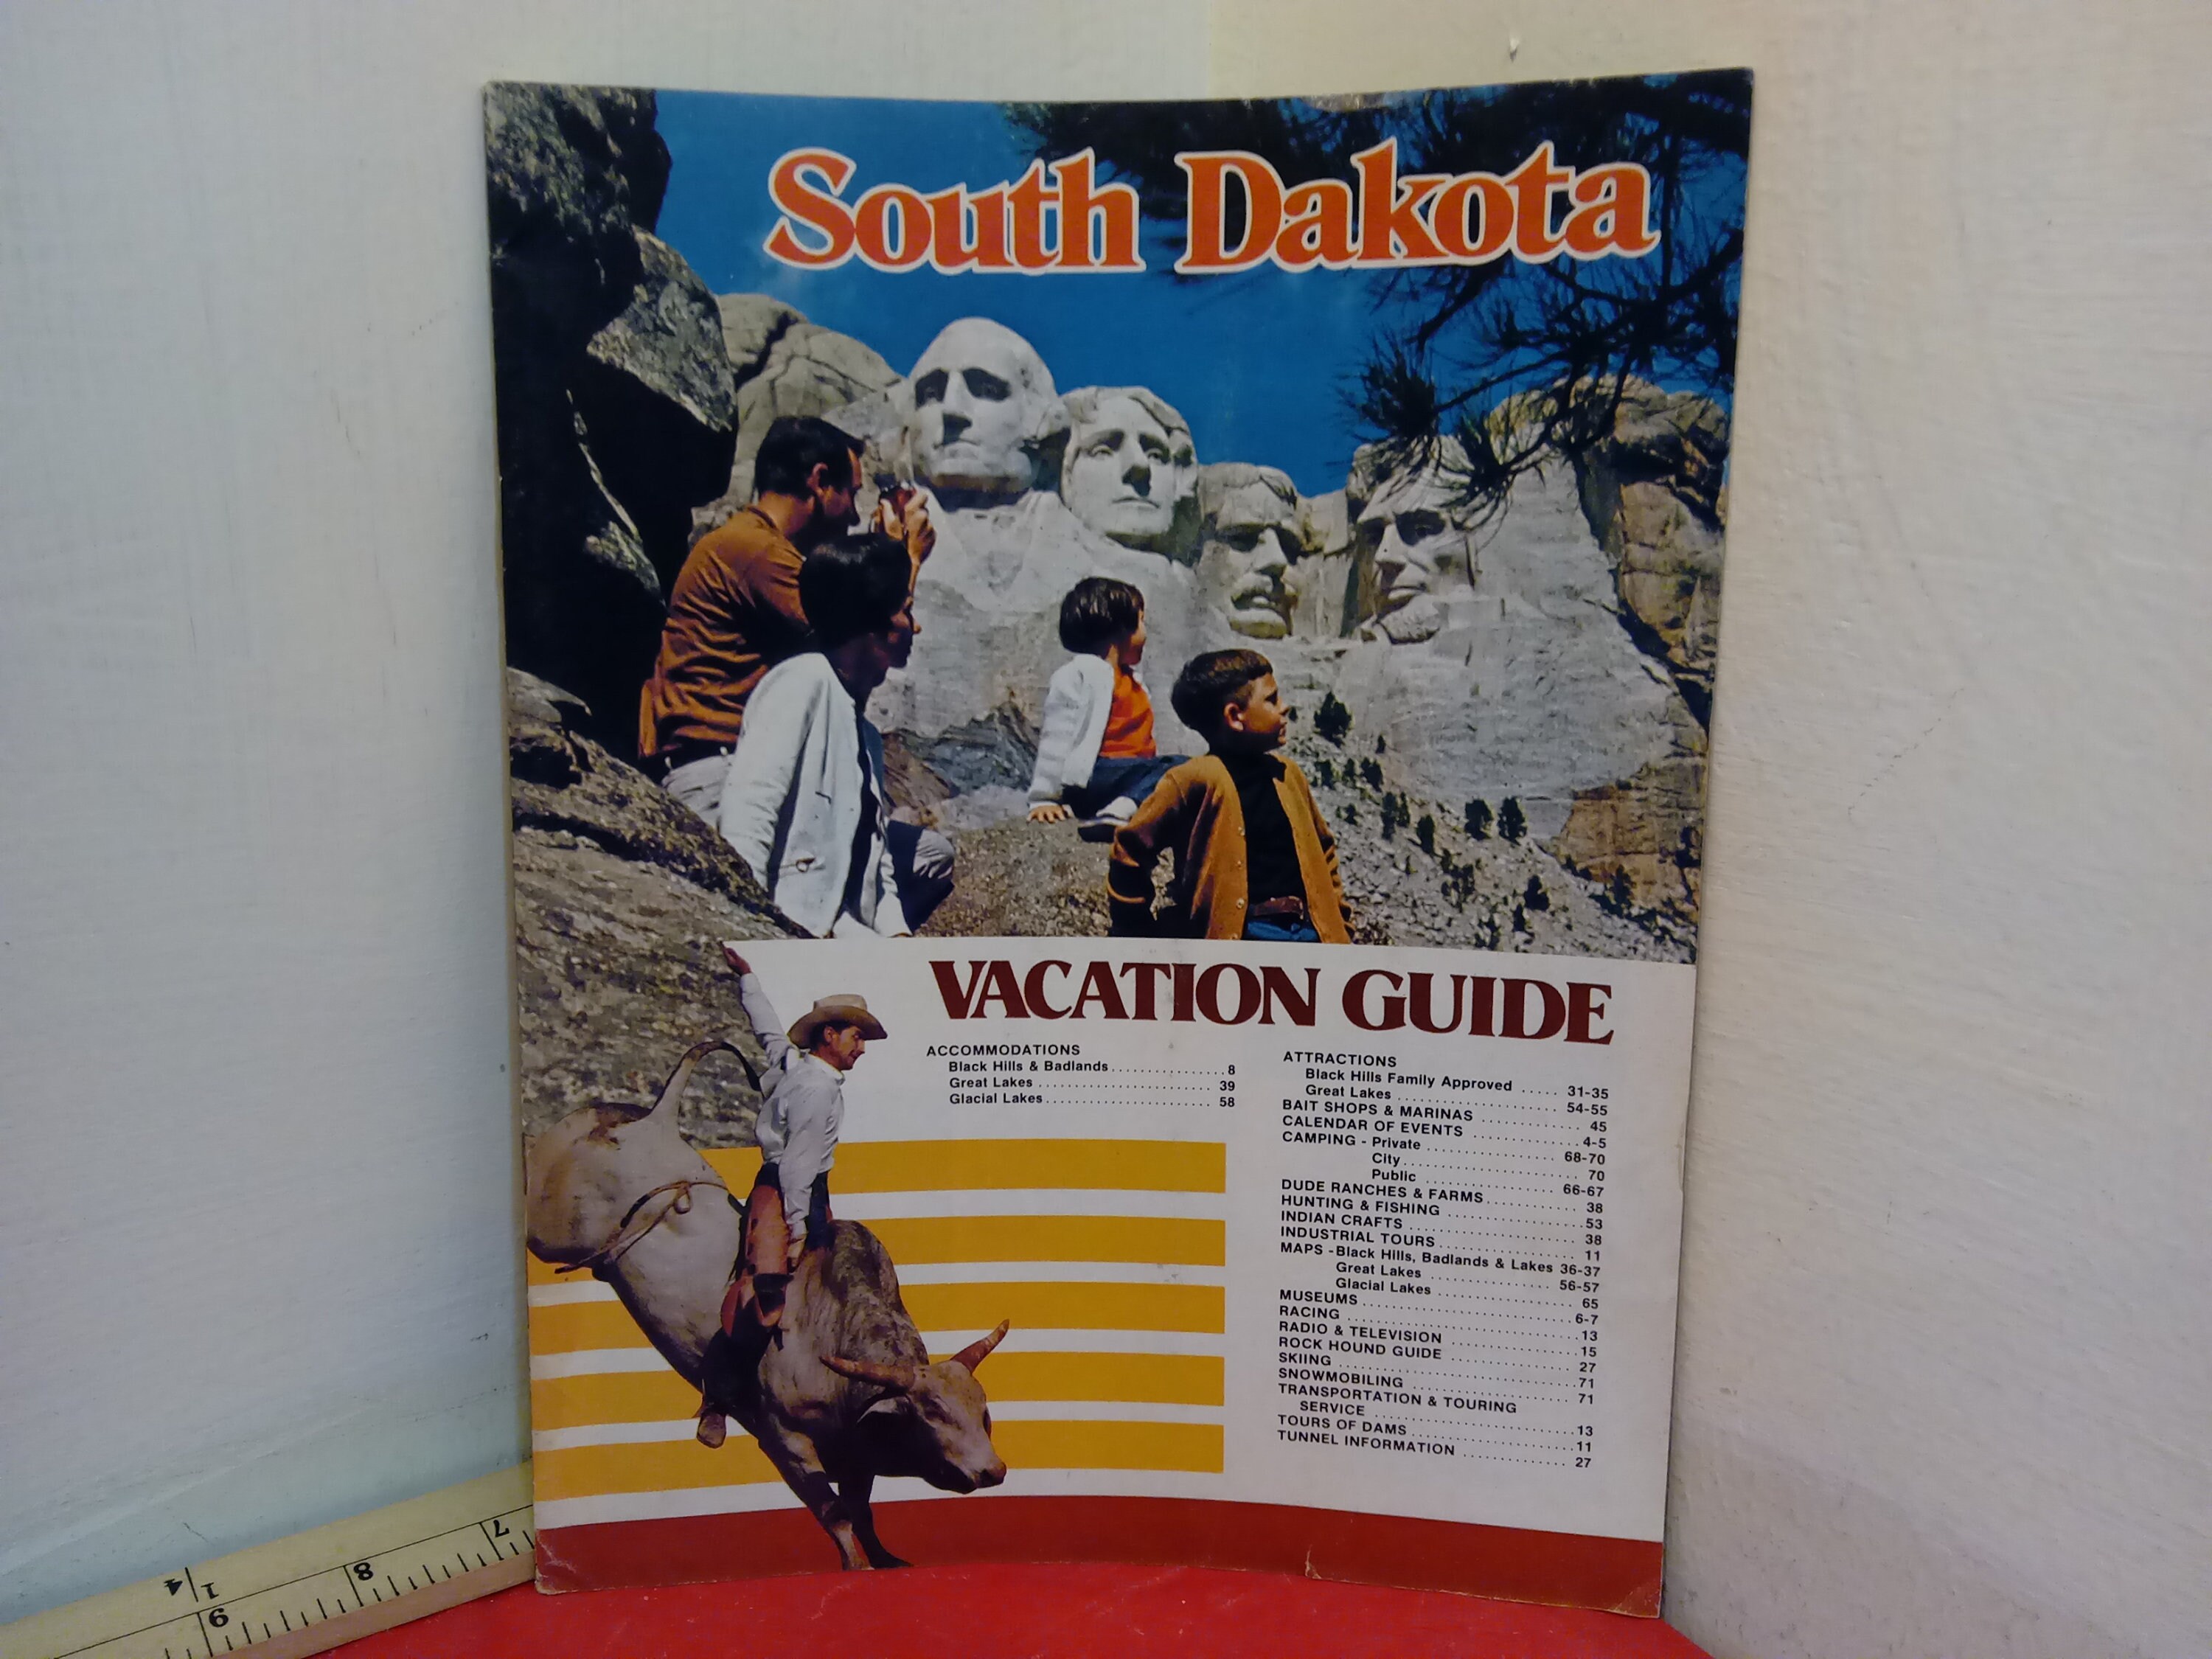 South Dakota
VACATION GUIDE
ACCOMMODATIONS
Black Hills & Badlands................8
Great Lakes ........................ 39
Glacial Lakes........................ 58
ATTRACTIONS
Black Hills Family Approved ..... 31-35
Great Lakes ....................... 54-55
BAIT SHOPS & MARINAS ............... 45
CALENDAR OF EVENTS ...............4-5
CAMPING - Private .................. 68-70
City......................... 70
Public ................... 66-67
DUDE RANCHES & FARMS............. 38
HUNTING & FISHING ...................53
INDIAN CRAFTS ........................ 38
INDUSTRIAL TOURS.................... 11
MAPS -Black Hills, Badlands & Lakes 36-37
Great Lakes ................. 56-57
Glacial Lakes ................... 65
MUSEUMS..............................6-7
RACING .................................13
RADIO & TELEVISION ..................15
ROCK HOUND GUIDE ................. 27
SKIING .................................71
SNOWMOBILING ...................... 71
TRANSPORTATION & TOURING
SERVICE .............................13
TOURS OF DAMS.......................11
TUNNEL INFORMATION ............... 27
7
8
1/4
9